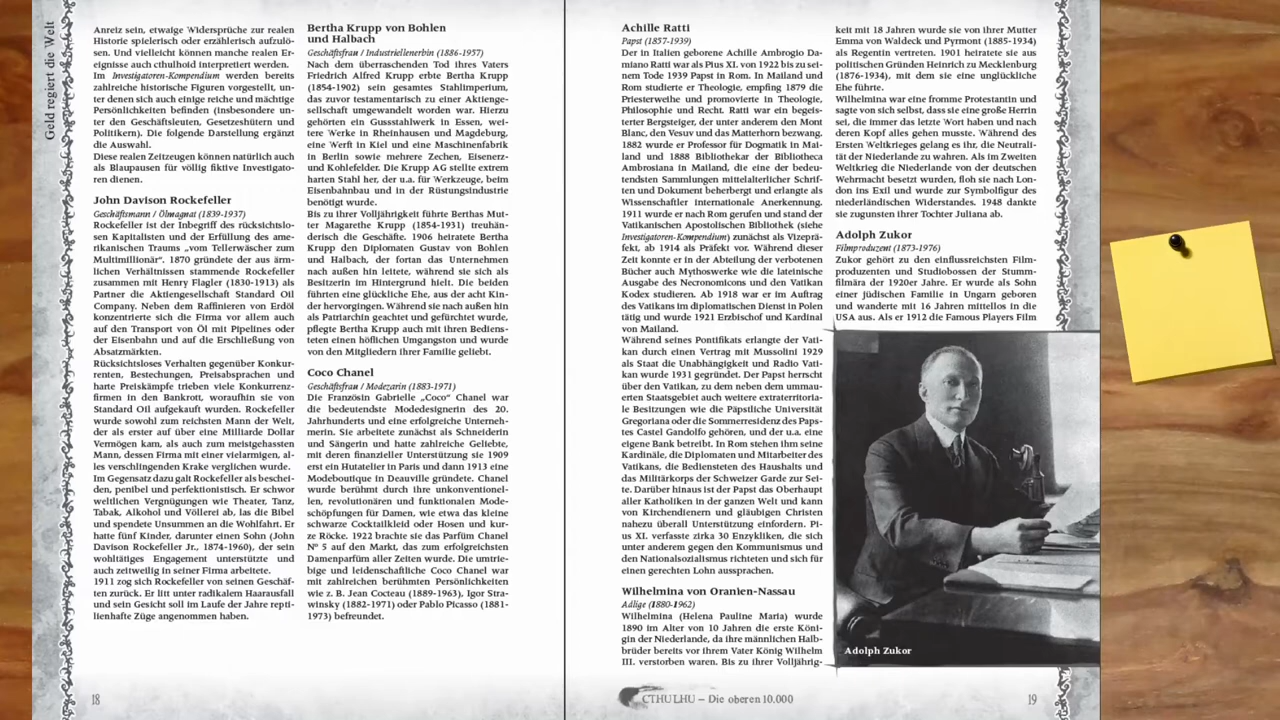 Geld regiert die Welt
Anreiz sein, etwaige Widersprüche zur realen
Historie spielerisch oder erzählerisch aufzulö-
sen. Und vielleicht können manche realen Er-
eignisse auch cthulhoid interpretiert werden.
Im Investigatoren-Kompendium werden bereits
zahlreiche historische Figuren vorgestellt, un-
ter denen sich auch einige reiche und mächtige
Persönlichkeiten befinden (insbesondere un-
ter den Geschäftsleuten, Gesetzeshütern und
Politikern). Die folgende Darstellung ergänzt
die Auswahl.
Diese realen Zeitzeugen können natürlich auch
als Blaupausen für völlig fiktive Investigato-
ren dienen.
John Davison Rockefeller
Geschäftsmann / Ölmagnat (1839-1937)
Rockefeller ist der Inbegriff des rücksichtslo-
sen Kapitalisten und der Erfüllung des ame-
rikanischen Traums „vom Tellerwäscher zum
Multimillionär“. 1870 gründete der aus ärm-
lichen Verhältnissen stammende Rockefeller
zusammen mit Henry Flagler (1830-1913) als
Partner die Aktiengesellschaft Standard Oil
Company. Neben dem Raffinieren von Erdöl
konzentrierte sich die Firma vor allem auch
auf den Transport von Öl mit Pipelines oder
der Eisenbahn und auf die Erschließung von
Absatzmärkten.
Rücksichtsloses Verhalten gegenüber Konkur-
renten, Bestechungen, Preisabsprachen und
harte Preiskämpfe trieben viele Konkurrenz-
firmen in den Bankrott, woraufhin sie von
Standard Oil aufgekauft wurden. Rockefeller
wurde sowohl zum reichsten Mann der Welt,
der als erster auf über eine Milliarde Dollar
Vermögen kam, als auch zum meistgehassten
Mann, dessen Firma mit einer vielarmigen, al-
les verschlingenden Krake verglichen wurde.
Im Gegensatz dazu galt Rockefeller als beschei-
den, penibel und perfektionistisch. Er schwor
weltlichen Vergnügungen wie Theater, Tanz,
Tabak, Alkohol und Völlerei ab, las die Bibel
und spendete Unsummen an die Wohlfahrt. Er
hatte fünf Kinder, darunter einen Sohn (John
Davison Rockefeller Jr., 1874-1960), der sein
wohltätiges Engagement unterstützte und
auch zeitweilig in seiner Firma arbeitete.
1911 zog sich Rockefeller von seinen Geschäf-
ten zurück. Er litt unter radikalem Haarausfall
und sein Gesicht soll im Laufe der Jahre repti-
lienhafte Züge angenommen haben.
Bertha Krupp von Bohlen
und Halbach
Geschäftsfrau / Industriellenerbin (1886-1957)
Nach dem überraschenden Tod ihres Vaters
Friedrich Alfred Krupp erbte Bertha Krupp
(1854-1902) sein gesamtes Stahlimperium,
das zuvor testamentarisch zu einer Aktienge-
sellschaft umgewandelt worden war. Hierzu
gehörten ein Gussstahlwerk in Essen, wei-
tere Werke in Rheinhausen und Magdeburg,
eine Werft in Kiel und eine Maschinenfabrik
in Berlin sowie mehrere Zechen, Eisenerz-
und Kohlefelder. Die Krupp AG stellte extrem
harten Stahl her, der u.a. für Werkzeuge, beim
Eisenbahnbau und in der Rüstungsindustrie
benötigt wurde.
Bis zu ihrer Volljährigkeit führte Berthas Mut-
ter Magarethe Krupp (1854-1931) treuhän-
derisch die Geschäfte. 1906 heiratete Bertha
Krupp den Diplomaten Gustav von Bohlen
und Halbach, der fortan das Unternehmen
nach außen hin leitete, während sie sich als
Besitzerin im Hintergrund hielt. Die beiden
führten eine glückliche Ehe, aus der acht Kin-
der hervorgingen. Während sie nach außen hin
als Patriarchin geachtet und gefürchtet wurde,
pflegte Bertha Krupp auch mit ihren Bediens-
teten einen höflichen Umgangston und wurde
von den Mitgliedern ihrer Familie geliebt.
Coco Chanel
Geschäftsfrau / Modezarin (1883-1971)
Die Französin Gabrielle „Coco“ Chanel war
die bedeutendste Modedesignerin des 20.
Jahrhunderts und eine erfolgreiche Unterneh-
merin. Sie arbeitete zunächst als Schneiderin
und Sängerin und hatte zahlreiche Geliebte,
mit deren finanzieller Unterstützung sie 1909
erst ein Hutatelier in Paris und dann 1913 eine
Modeboutique in Deauville gründete. Chanel
wurde berühmt durch ihre unkonventionel-
len, revolutionären und funktionalen Mode-
schöpfungen für Damen, wie etwa das kleine
schwarze Cocktailkleid oder Hosen und kur-
ze Röcke. 1922 brachte sie das Parfüm Chanel
N° 5 auf den Markt, das zum erfolgreichsten
Damenparfüm aller Zeiten wurde. Die umtrie-
bige und leidenschaftliche Coco Chanel war
mit zahlreichen berühmten Persönlichkeiten
wie z. B. Jean Cocteau (1889-1963), Igor Stra-
winsky (1882-1971) oder Pablo Picasso (1881-
1973) befreundet.
18
Achille Ratti
Papst (1857-1939)
Der in Italien geborene Achille Ambrogio Da-
miano Ratti war als Pius XI. von 1922 bis zu sei-
nem Tode 1939 Papst in Rom. In Mailand und
Rom studierte er Theologie, empfing 1879 die
Priesterweihe und promovierte in Theologie,
Philosophie und Recht. Ratti war ein begeis-
terter Bergsteiger, der unter anderem den Mont
Blanc, den Vesuv und das Matterhorn bezwang.
1882 wurde er Professor für Dogmatik in Mai-
land und 1888 Bibliothekar der Bibliotheca
Ambrosiana in Mailand, die eine der bedeu-
tendsten Sammlungen mittelalterlicher Schrif-
ten und Dokument beherbergt und erlangte als
Wissenschaftler internationale Anerkennung.
1911 wurde er nach Rom gerufen und stand der
Vatikanischen Apostolischen Bibliothek (siehe
Investigatoren-Kompendium) zunächst als Vizeprä-
fekt, ab 1914 als Präfekt vor. Während dieser
Zeit konnte er in der Abteilung der verbotenen
Bücher auch Mythoswerke wie die lateinische
Ausgabe des Necronomicons und den Vatikan
Kodex studieren. Ab 1918 war er im Auftrag
des Vatikans im diplomatischen Dienst in Polen
tätig und wurde 1921 Erzbischof und Kardinal
von Mailand.
Während seines Pontifikats erlangte der Vati-
kan durch einen Vertrag mit Mussolini 1929
als Staat die Unabhängigkeit und Radio Vati-
kan wurde 1931 gegründet. Der Papst herrscht
über den Vatikan, zu dem neben dem ummau-
erten Staatsgebiet auch weitere extraterritoria-
le Besitzungen wie die Päpstliche Universität
Gregoriana oder die Sommerresidenz des Paps-
tes Castel Gandolfo gehören, und der u.a. eine
eigene Bank betreibt. In Rom stehen ihm seine
Kardinäle, die Diplomaten und Mitarbeiter des
Vatikans, die Bediensteten des Haushalts und
das Militärkorps der Schweizer Garde zur Sei-
te. Darüber hinaus ist der Papst das Oberhaupt
aller Katholiken in der ganzen Welt und kann
von Kirchendienern und gläubigen Christen
nahezu überall Unterstützung einfordern. Pi-
us XI. verfasste zirka 30 Enzykliken, die sich
unter anderem gegen den Kommunismus und
den Nationalsozialismus richteten und sich für
einen gerechten Lohn aussprachen.
Wilhelmina von Oranien-Nassau
Adlige (1880-1962)
Wilhelmina (Helena Pauline Maria) wurde
1890 im Alter von 10 Jahren die erste Köni-
gin der Niederlande, da ihre männlichen Halb-
brüder bereits vor ihrem Vater König Wilhelm
III. verstorben waren. Bis zu ihrer Volljährig-
keit mit 18 Jahren wurde sie von ihrer Mutter
Emma von Waldeck und Pyrmont (1885-1934)
als Regentin vertreten. 1901 heiratete sie aus
politischen Gründen Heinrich zu Mecklenburg
(1876-1934), mit dem sie eine unglückliche
Ehe führte.
Wilhelmina war eine fromme Protestantin und
sagte von sich selbst, dass sie eine große Herrin
sei, die immer das letzte Wort haben und nach
deren Kopf alles gehen musste. Während des
Ersten Weltkrieges gelang es ihr, die Neutrali-
tät der Niederlande zu wahren. Als im Zweiten
Weltkrieg die Niederlande von der deutschen
Wehrmacht besetzt wurden, floh sie nach Lon-
don ins Exil und wurde zur Symbolfigur des
niederländischen Widerstandes. 1948 dankte
sie zugunsten ihrer Tochter Juliana ab.
Adolph Zukor
Filmproduzent (1873-1976)
Zukor gehört zu den einflussreichsten Film-
produzenten und Studiobossen der Stumm-
filmära der 1920er Jahre. Er wurde als Sohn
einer jüdischen Familie in Ungarn geboren
und wanderte mit 16 Jahren mittellos in die
USA aus. Als er 1912 die Famous Players Film
Adolph Zukor
CTHULHU – Die oberen 10.000
19